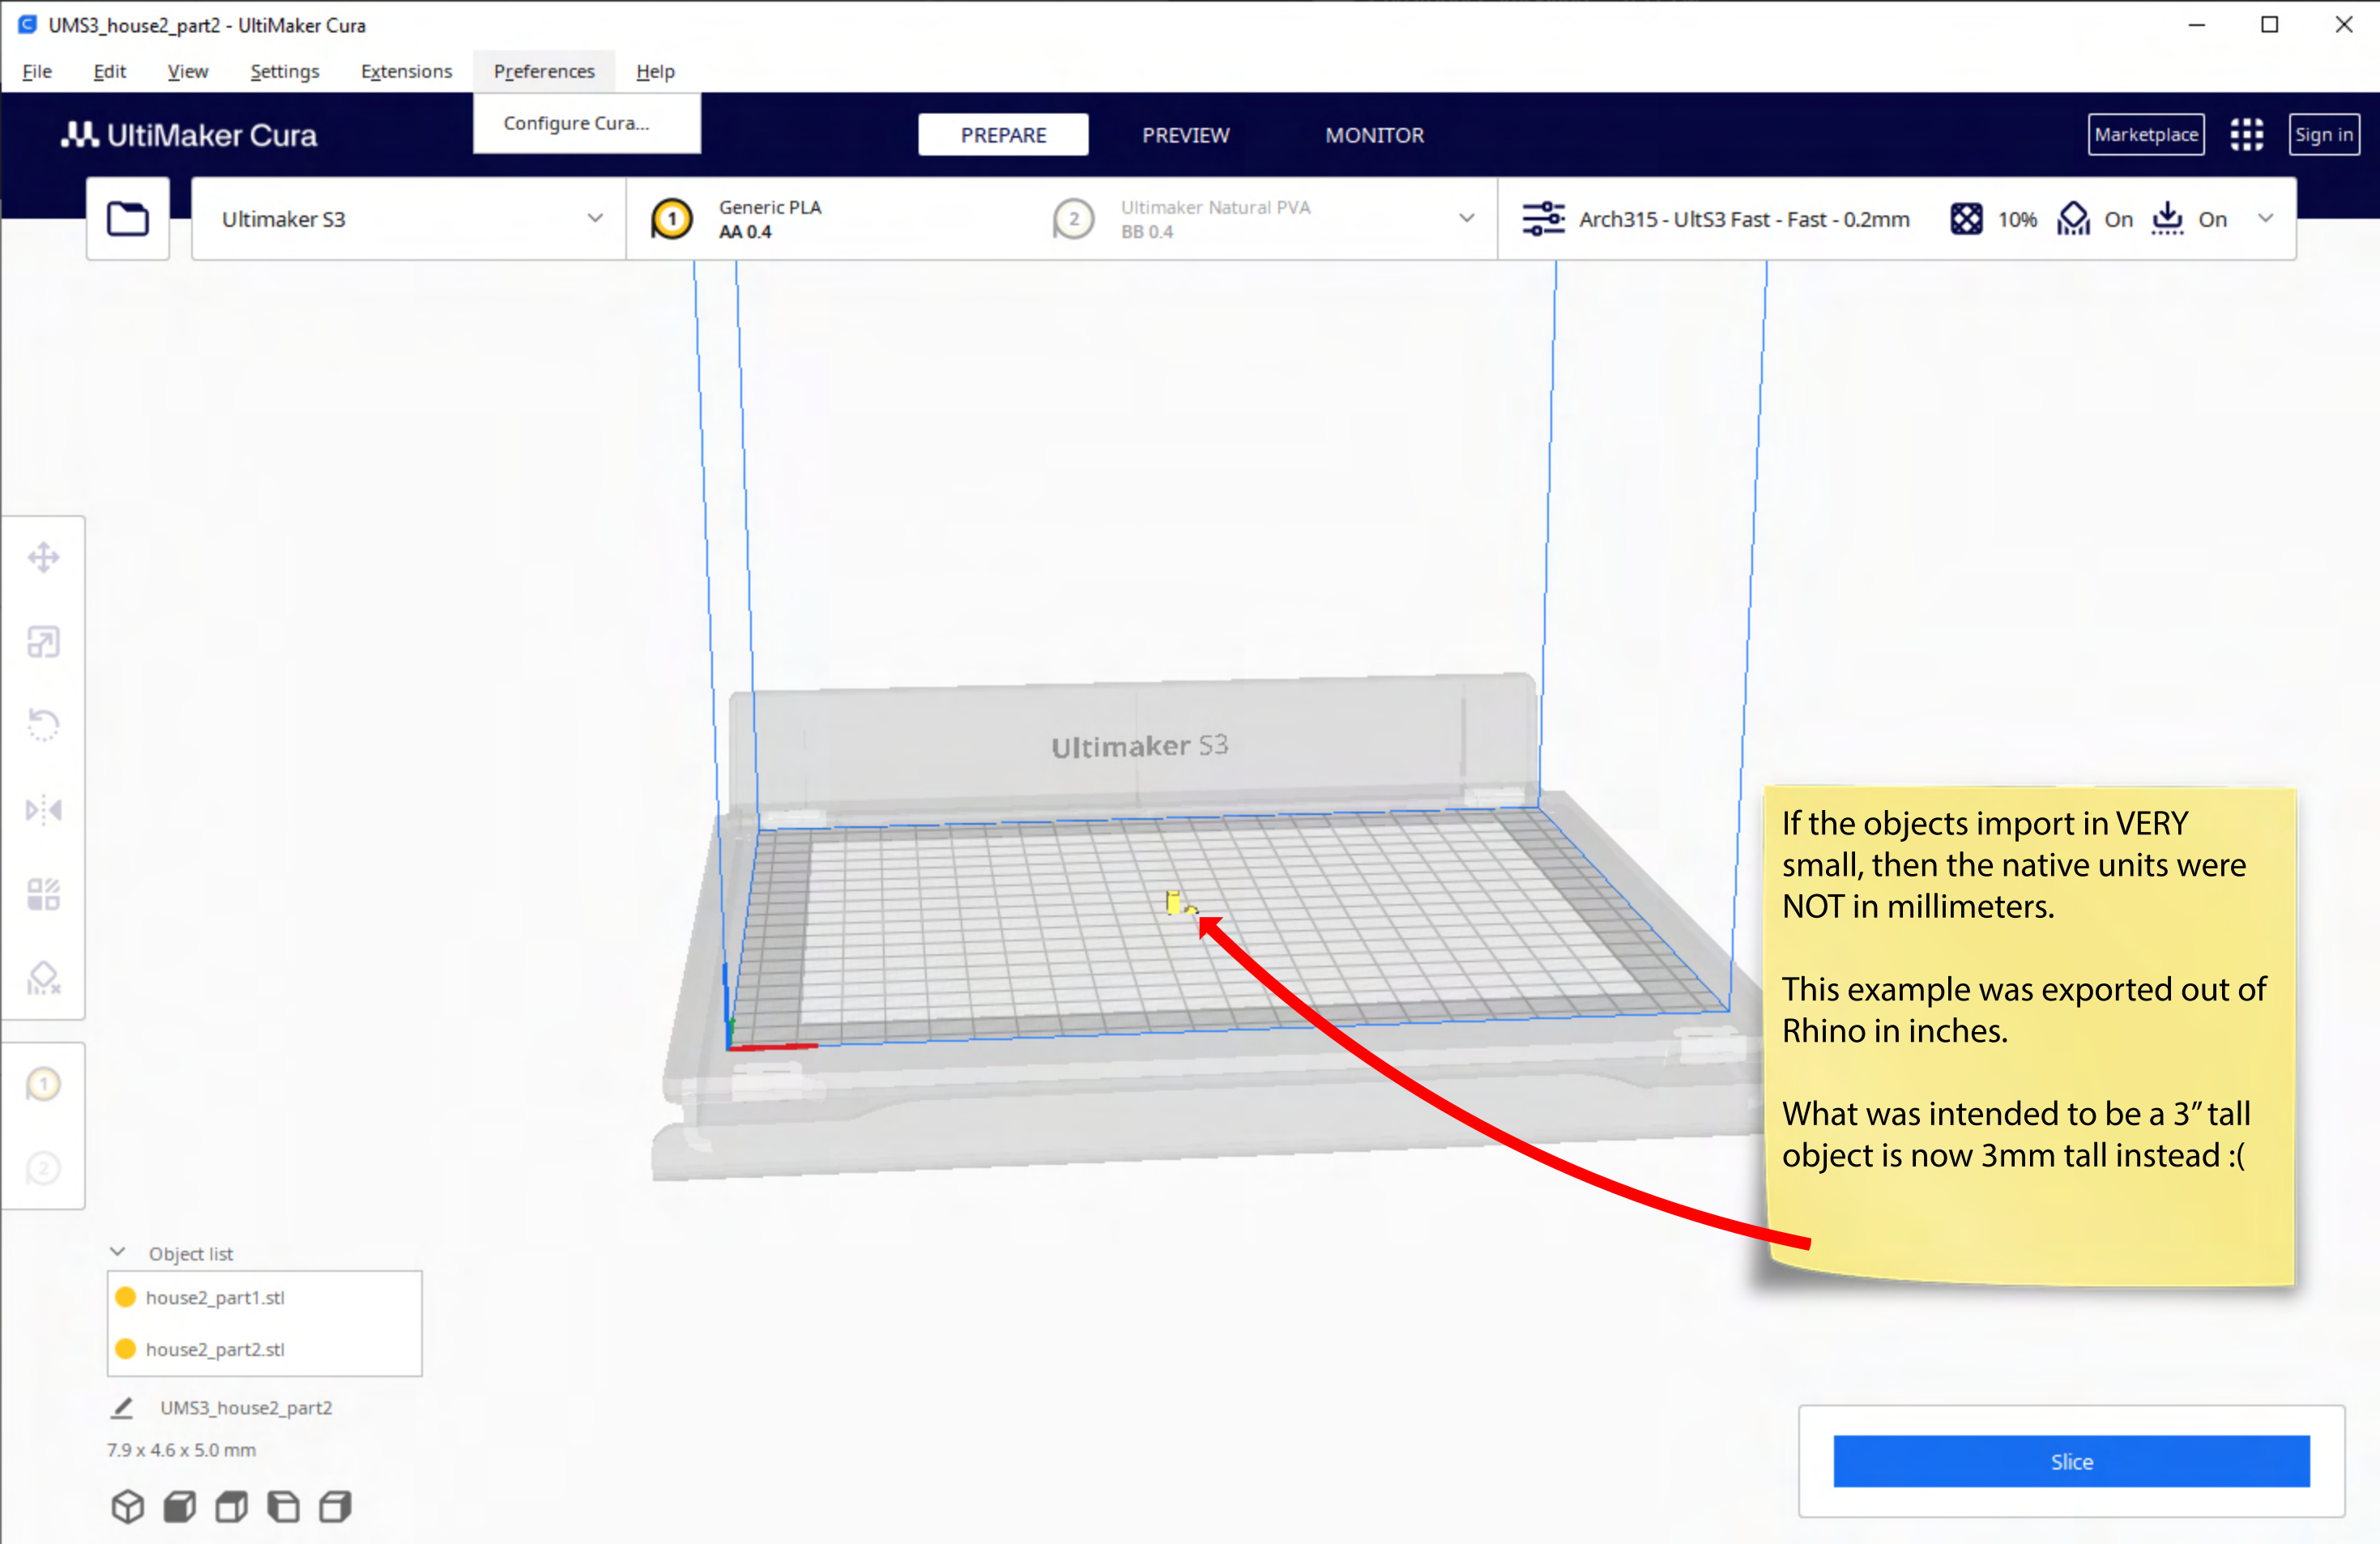 UMS3_house2_part2 - UltiMaker Cura
File Edit View Settings Extensions Preferences Help
Configure Cura...
UltiMaker Cura
PREPARE PREVIEW MONITOR
Marketplace
Sign in
Ultimaker S3
1
Generic PLA
AA 0.4
2
Ultimaker Natural PVA
BB 0.4
Arch315 - UltS3 Fast - Fast - 0.2mm
10%
On
On
Ultimaker S3
If the objects import in VERY
small, then the native units were
NOT in millimeters.
This example was exported out of
Rhino in inches.
What was intended to be a 3” tall
object is now 3mm tall instead :(
1
2
Object list
house2_part1.stl
house2_part2.stl
UMS3_house2_part2
7.9 x 4.6 x 5.0 mm
Slice